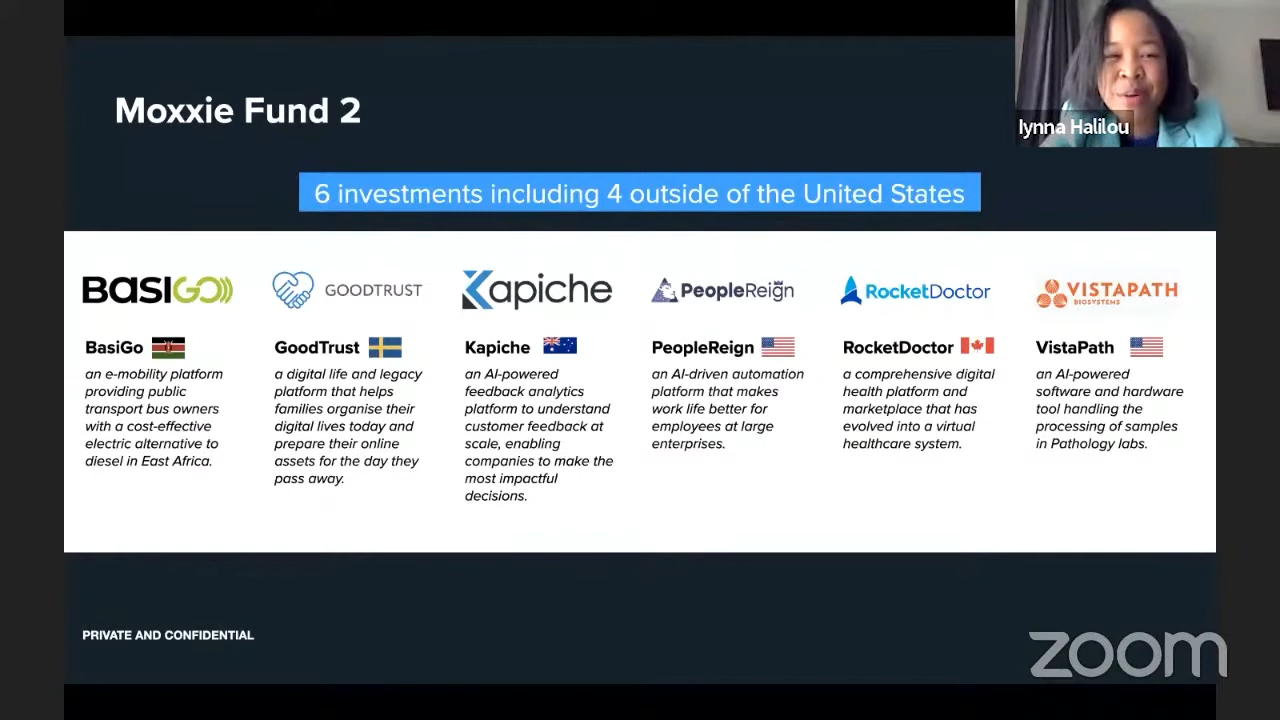 Moxxie Fund 2
Iynna Halilou
6 investments including 4 outside of the United States
BASIGO
GOODTRUST
Kapiche
PeopleReign
RocketDoctor
VISTAPATH
BIOSYSTEMS
BasiGo
an e-mobility platform
providing public
transport bus owners
with a cost-effective
electric alternative to
diesel in East Africa.
GoodTrust
a digital life and legacy
platform that helps
families organise their
digital lives today and
prepare their online
assets for the day they
pass away.
Kapiche
an AI-powered
feedback analytics
platform to understand
customer feedback at
scale, enabling
companies to make the
most impactful
decisions.
PeopleReign
an AI-driven automation
platform that makes
work life better for
employees at large
enterprises.
RocketDoctor
a comprehensive digital
health platform and
marketplace that has
evolved into a virtual
healthcare system.
VistaPath
an AI-powered
software and hardware
tool handling the
processing of samples
in Pathology labs.
PRIVATE AND CONFIDENTIAL
zoom